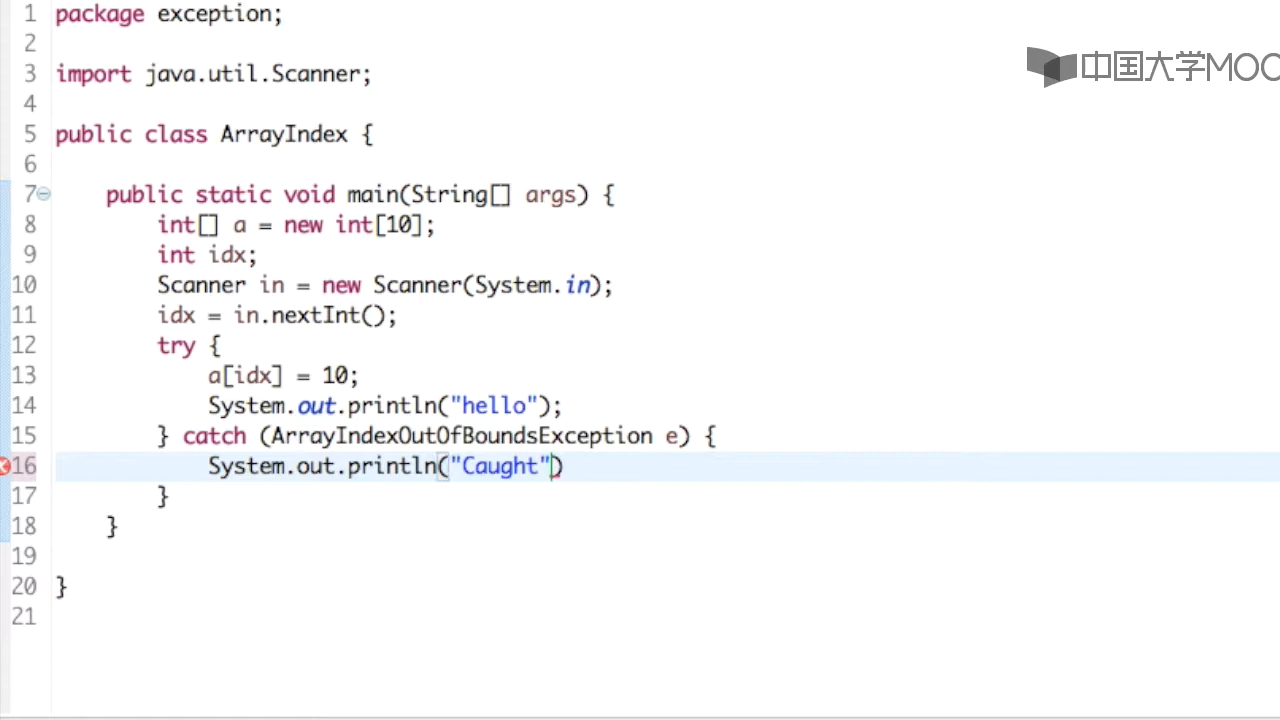 1 package exception;
2
3 import java.util.Scanner;
4
5 public class ArrayIndex {
6
7     public static void main(String[] args) {
8         int[] a = new int[10];
9         int idx;
10         Scanner in = new Scanner(System.in);
11         idx = in.nextInt();
12         try {
13             a[idx] = 10;
14             System.out.println("hello");
15         } catch (ArrayIndexOutOfBoundsException e) {
16             System.out.println("Caught")
17         }
18     }
19
20 }
21
中国大学MOO